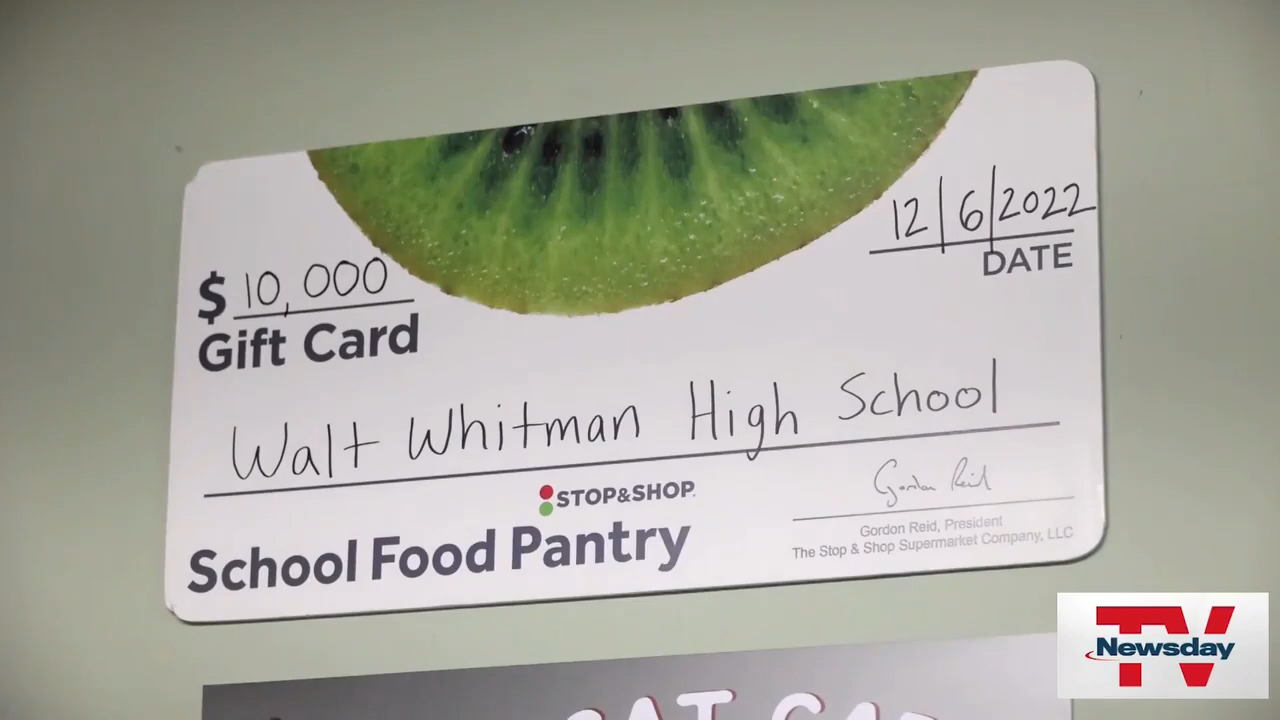 12/6/2022
DATE
$ 10,000
Gift Card
Walt Whitman High School
STOP&SHOP.
School Food Pantry
Gordon Reid
Gordon Reid, President
The Stop & Shop Supermarket Company, LLC
TV
Newsday